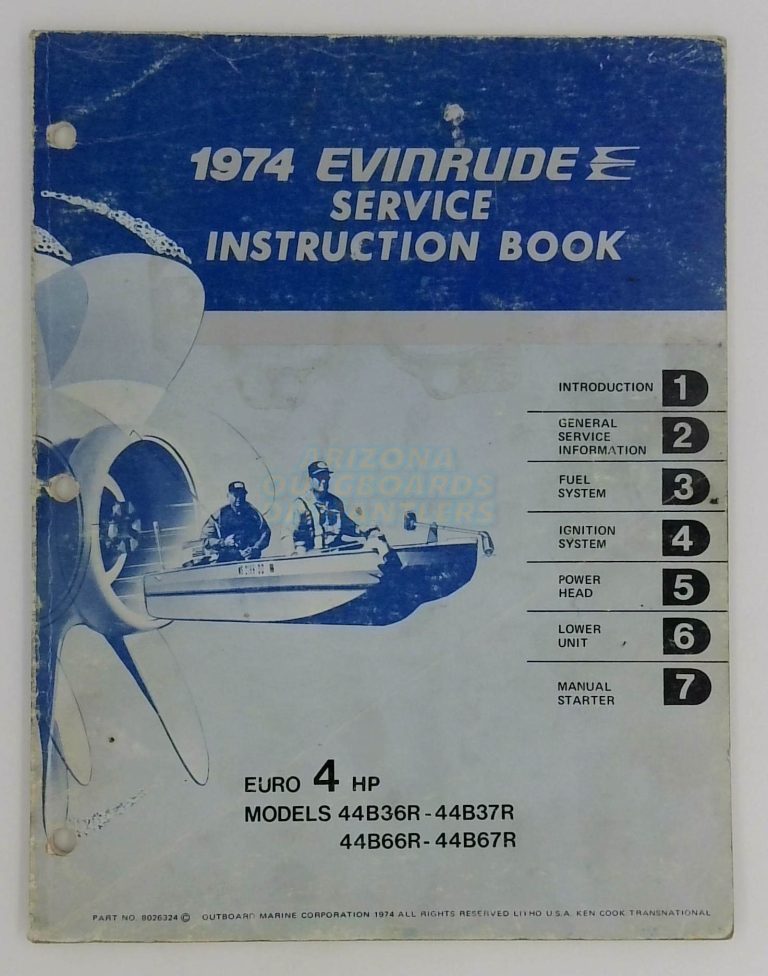 1974 EVINRUDE
SERVICE
INSTRUCTION BOOK
INTRODUCTION 1
GENERAL
SERVICE
INFORMATION 2
FUEL
SYSTEM 3
IGNITION
SYSTEM 4
POWER
HEAD 5
LOWER
UNIT 6
MANUAL
STARTER 7
ARIZONA
OUTBOARDS
EURO 4 HP
MODELS 44B36R-44B37R
44B66R-44B67R
PART NO. 8026324 © OUTBOARD MARINE CORPORATION 1974 ALL RIGHTS RESERVED LITHO U.S.A. KEN COOK TRANSNATIONAL